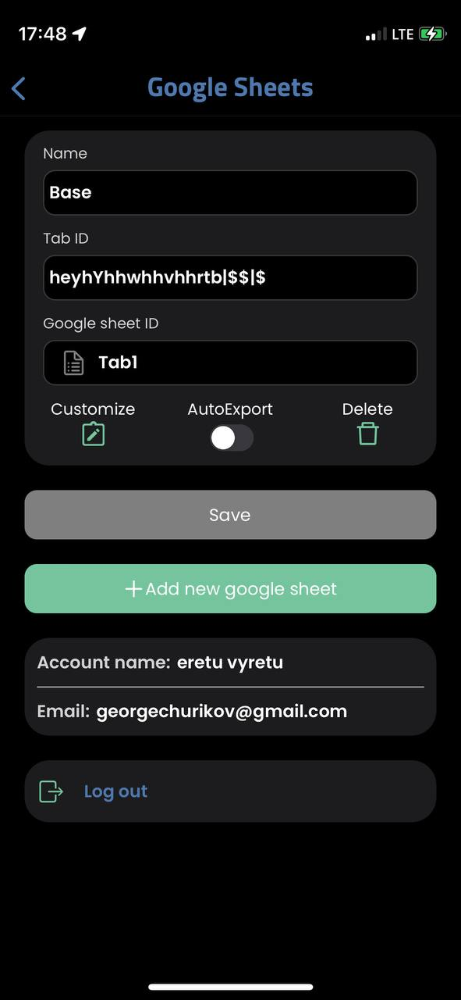 17:48 LTE
Google Sheets
Name
Base
Tab ID
heyhYhhwhhvhhrtb|$$|$
Google sheet ID
Tab1
Customize AutoExport Delete
Save
+Add new google sheet
Account name: eretu vyretu
Email: georgechurikov@gmail.com
Log out